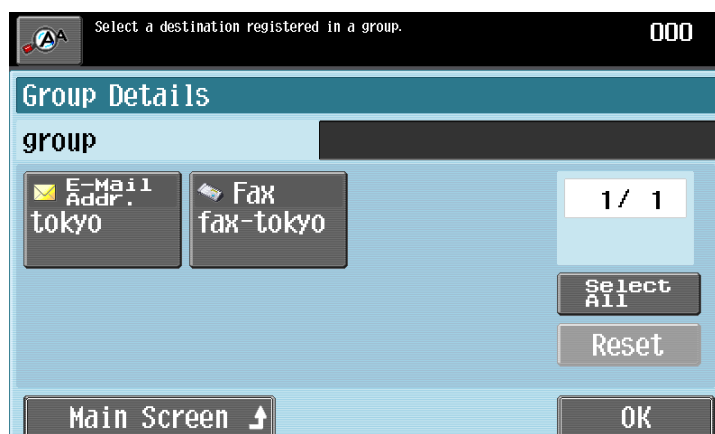 Select a destination registered in a group.
000
AA
Group Details
group
E-Mail Addr.
tokyo
Fax
fax-tokyo
1/ 1
Select All
Reset
Main Screen
OK